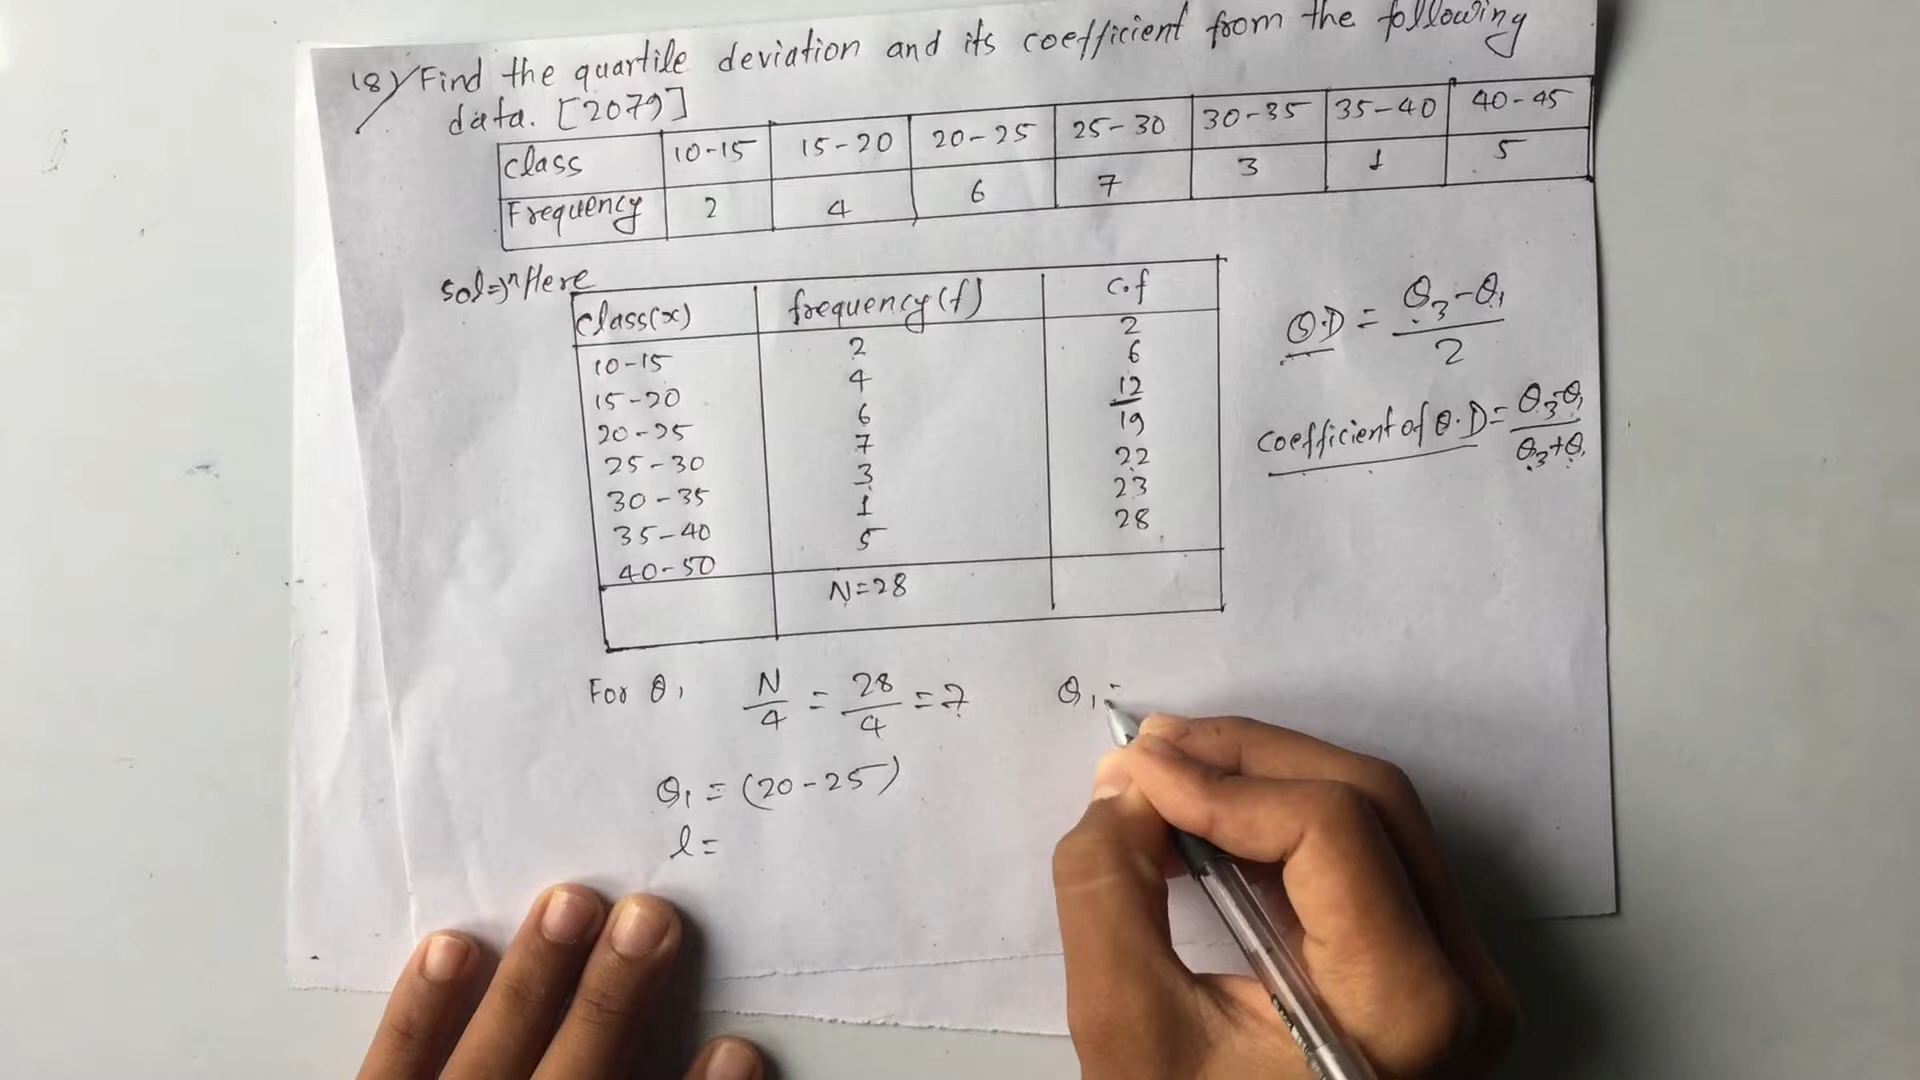 18) Find the quartile deviation and its coefficient from the following
data. [2079]
class 10-15 15-20 20-25 25-30 30-35 35-40 40-45
Frequency 2 4 6 7 3 1 5
Sol=)ⁿ Here
class(x) frequency(f) c.f
10-15 2 2
15-20 4 6
20-25 6 12
25-30 7 19
30-35 3 22
35-40 1 23
40-50 5 28
N=28
Q.D = Q₃-Q₁ / 2
coefficient of Q.D = Q₃-Q₁ / Q₃+Q₁
For Q₁ N/4 = 28/4 = 7 Q₁ =
Q₁ = (20-25)
l =